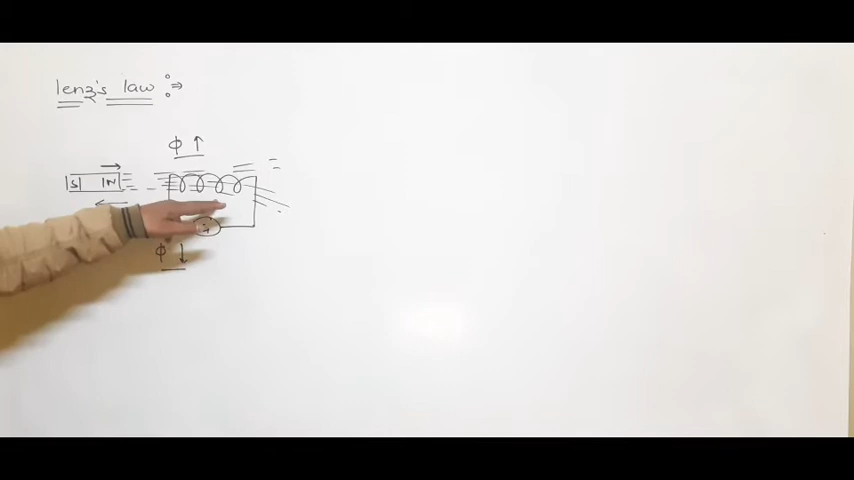 Lenz's law :⇒
Φ ↑
S N
G
Φ ↓